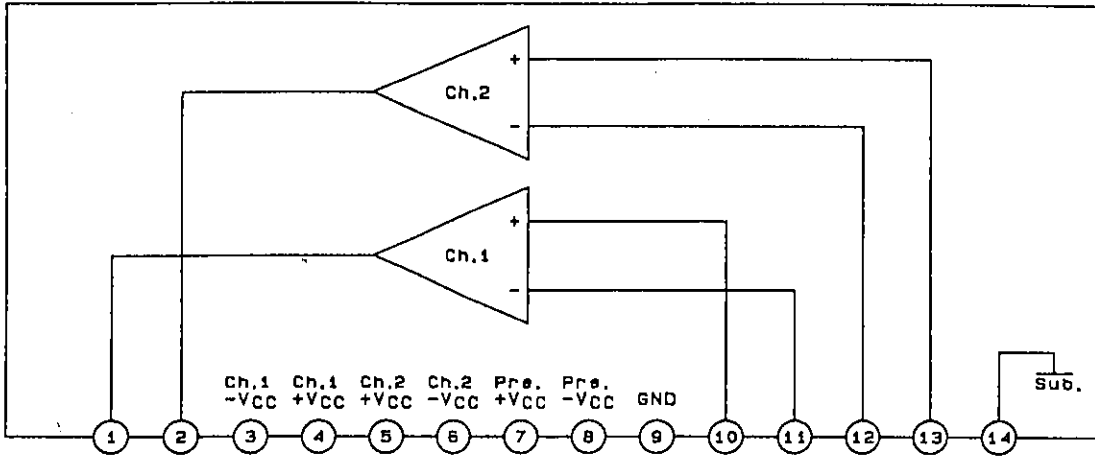 +
Ch.2
-
+
Ch.1
-
Ch.1 Ch.1 Ch.2 Ch.2 Pre. Pre.
-VCC +VCC +VCC -VCC +VCC -VCC GND
Sub.
1 2 3 4 5 6 7 8 9 10 11 12 13 14